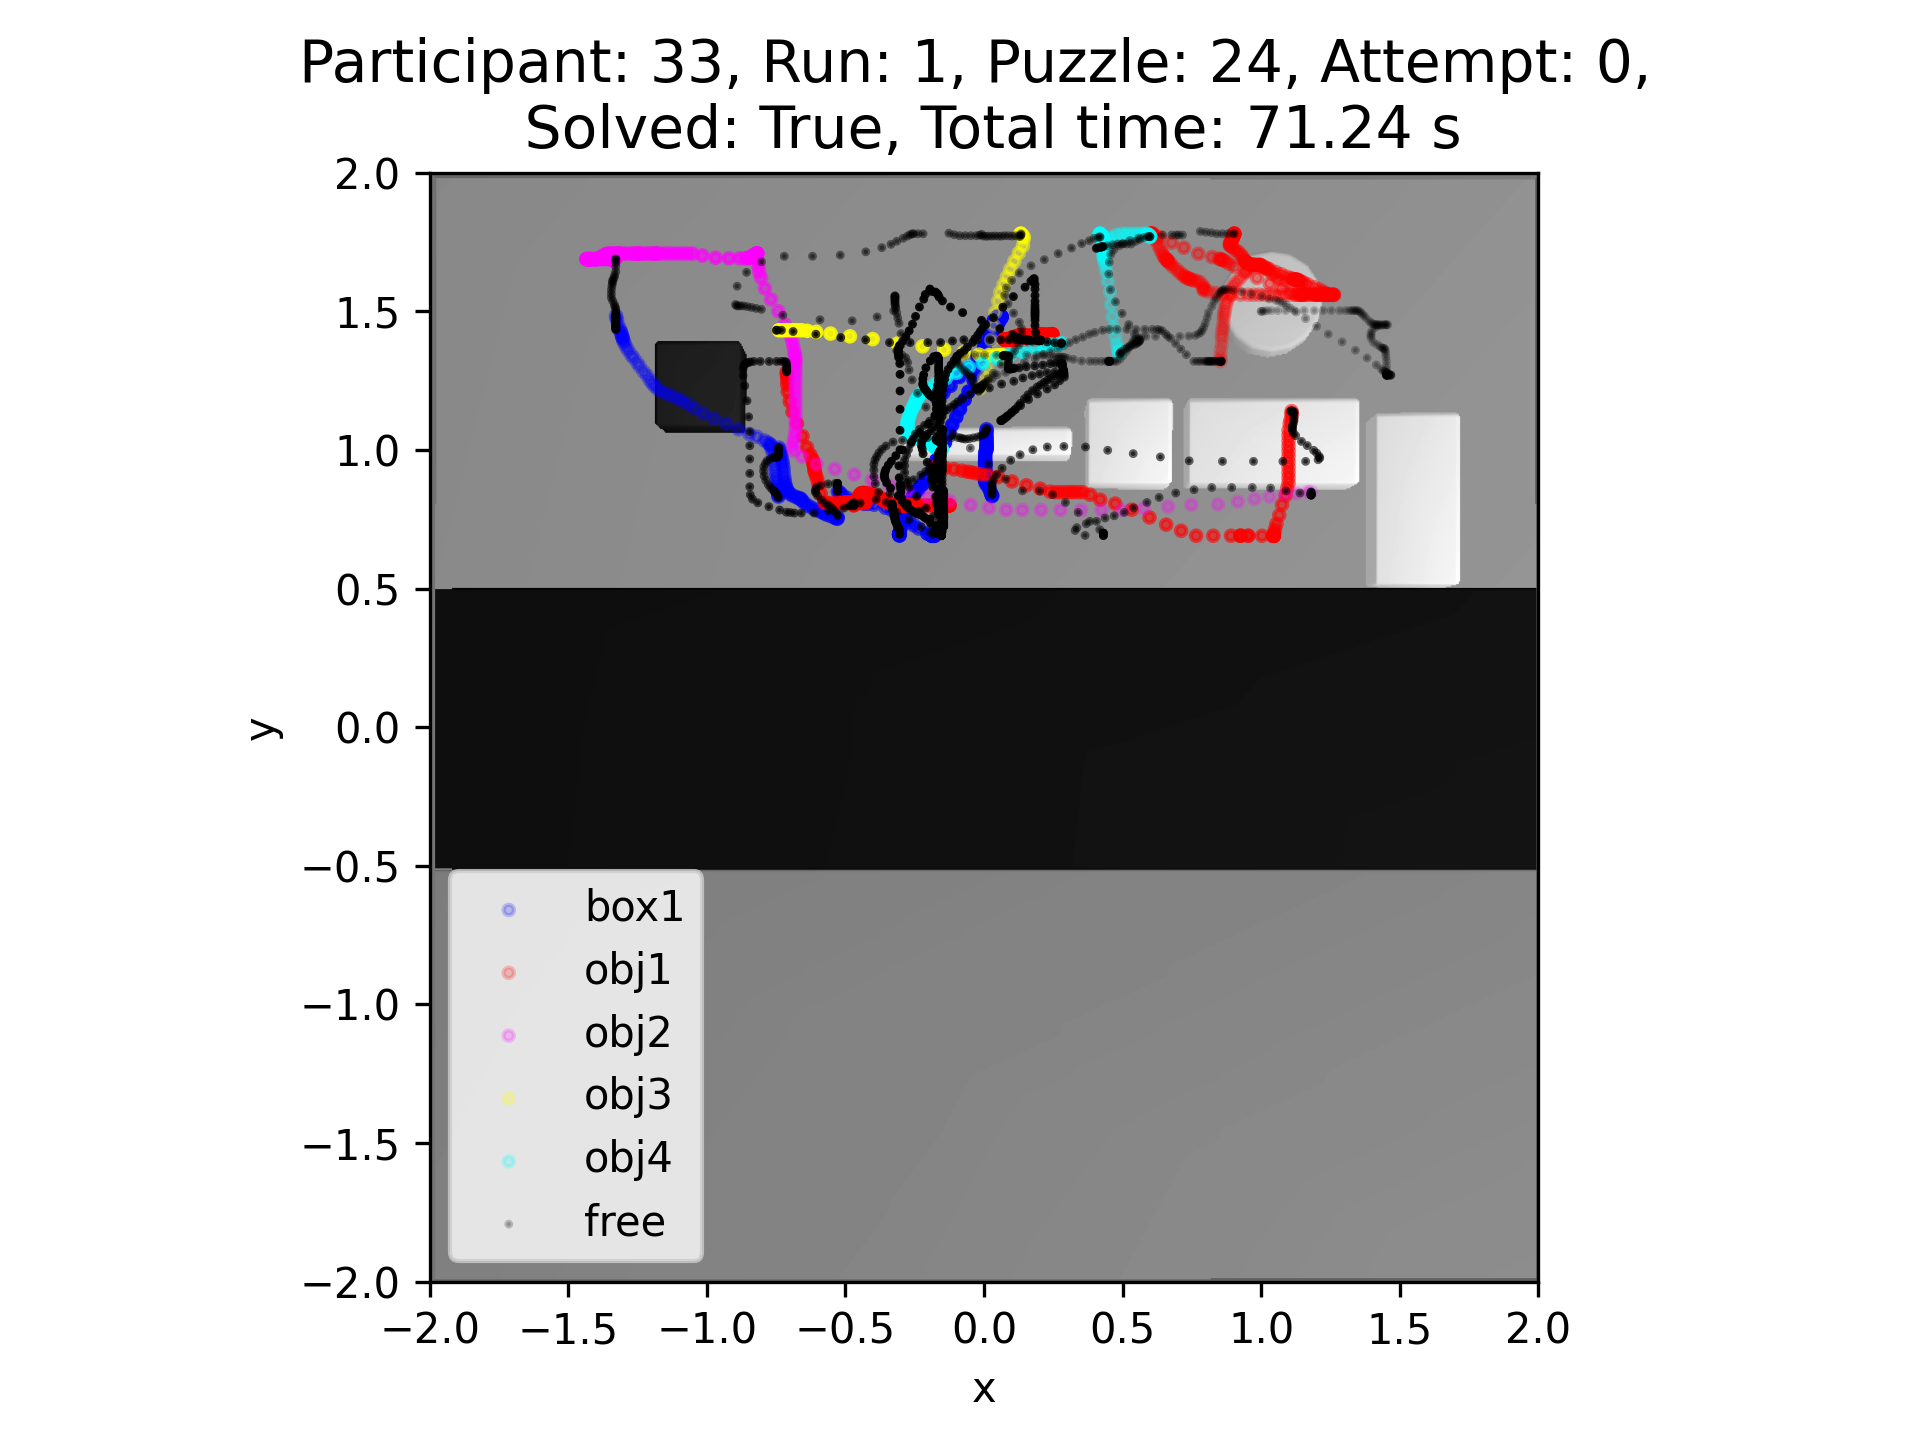 Participant: 33, Run: 1, Puzzle: 24, Attempt: 0,
Solved: True, Total time: 71.24 s
2.0
1.5
1.0
0.5
0.0
−0.5
−1.0
−1.5
−2.0
y
box1
obj1
obj2
obj3
obj4
free
−2.0 −1.5 −1.0 −0.5 0.0 0.5 1.0 1.5 2.0
x